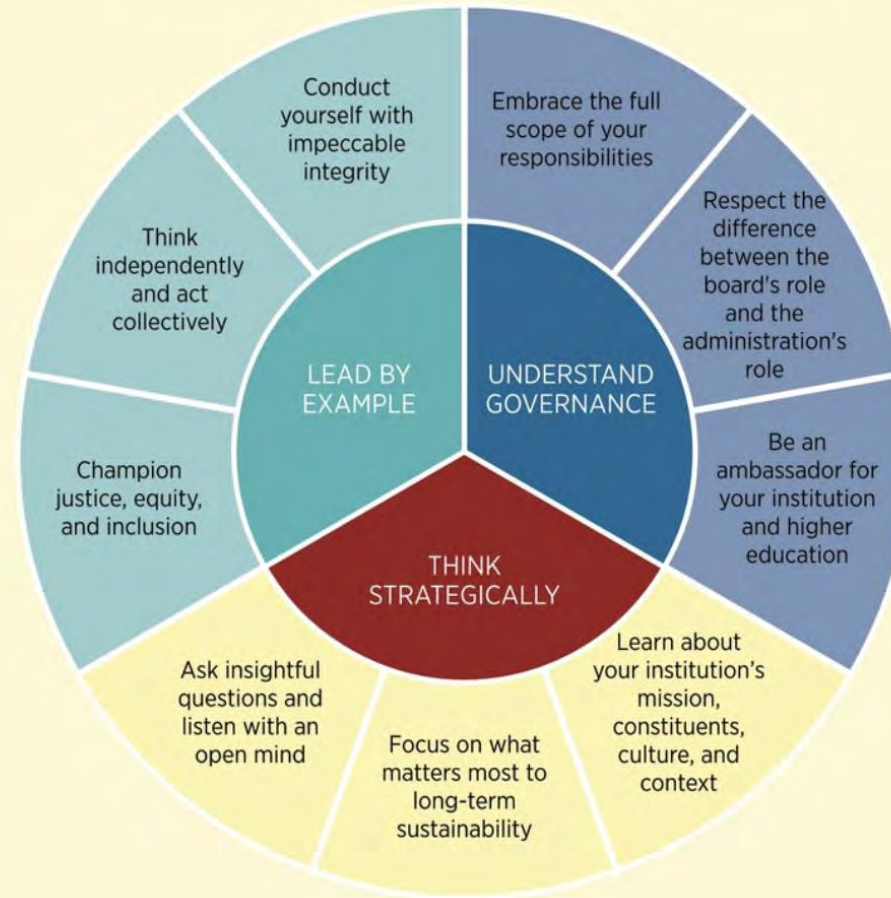 Conduct
yourself with
impeccable
integrity
Embrace the full
scope of your
responsibilities
Think
independently
and act
collectively
Respect the
difference
between the
board's role
and the
administration's
role
LEAD BY
EXAMPLE
UNDERSTAND
GOVERNANCE
Champion
justice, equity,
and inclusion
Be an
ambassador for
your institution
and higher
education
THINK
STRATEGICALLY
Ask insightful
questions and
listen with an
open mind
Focus on what
matters most to
long-term
sustainability
Learn about
your institution’s
mission,
constituents,
culture, and
context